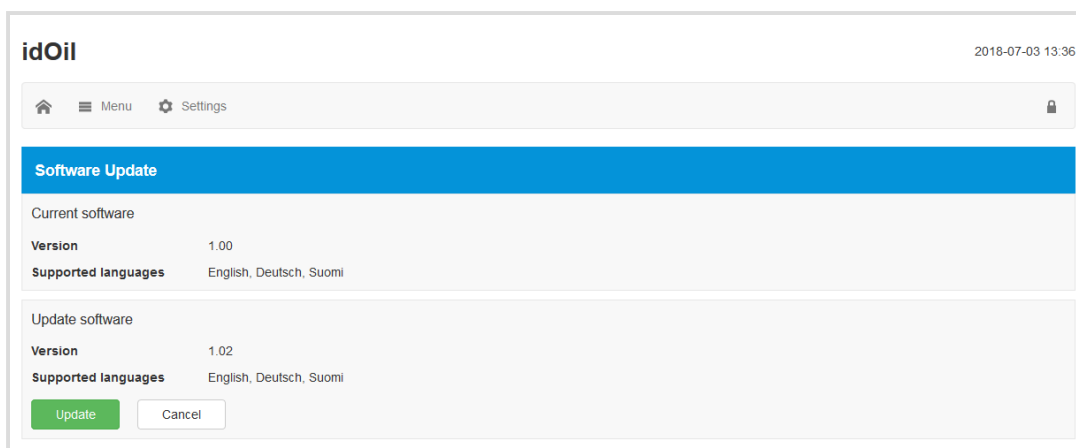 idOil
2018-07-03 13:36
Menu Settings
Software Update
Current software
Version 1.00
Supported languages English, Deutsch, Suomi
Update software
Version 1.02
Supported languages English, Deutsch, Suomi
Update Cancel